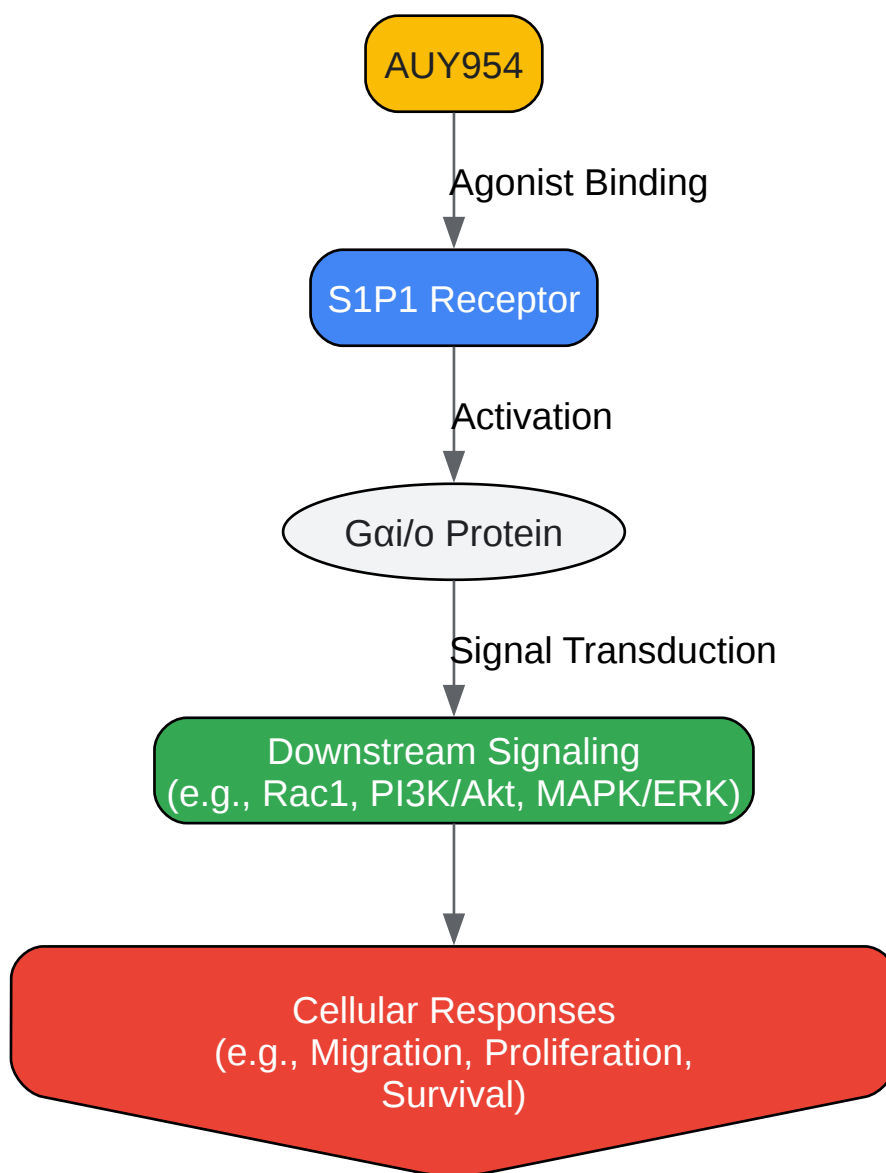 AUY954
Agonist Binding
S1P1 Receptor
Activation
Gαi/o Protein
Signal Transduction
Downstream Signaling
(e.g., Rac1, PI3K/Akt, MAPK/ERK)
Cellular Responses
(e.g., Migration, Proliferation,
Survival)